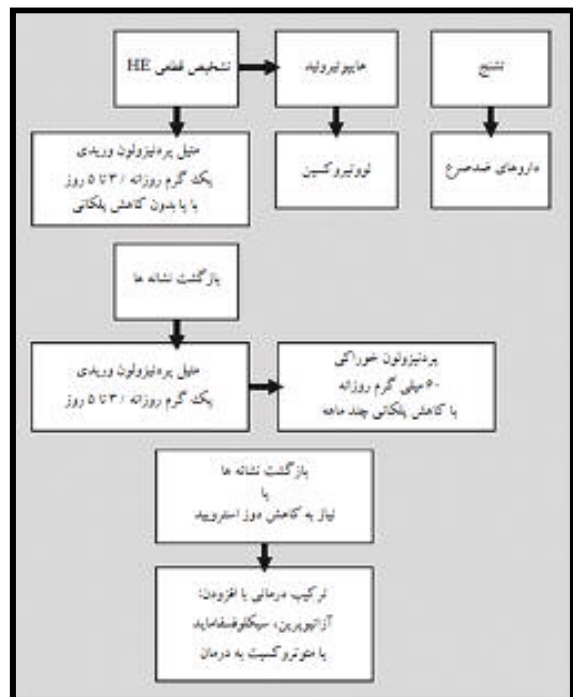 تشخیص قطعی HE
هایپوتیروئید
تشنج
متیل پردنیزولون وریدی
یک گرم روزانه / ۳ تا ۵ روز
با یا بدون کاهش پلکانی
لووتیروکسین
داروهای ضدصرع
بازگشت نشانه ها
متیل پردنیزولون وریدی
یک گرم روزانه / ۳ تا ۵ روز
پردنیزولون خوراکی
۶۰ میلی گرم روزانه
با کاهش پلکانی چند ماهه
بازگشت نشانه ها
یا
نیاز به کاهش دوز استرویید
ترکیب درمانی با افزودن:
آزاتیوپرین، سیکلوفسفاماید
یا متوتروکسیت به درمان